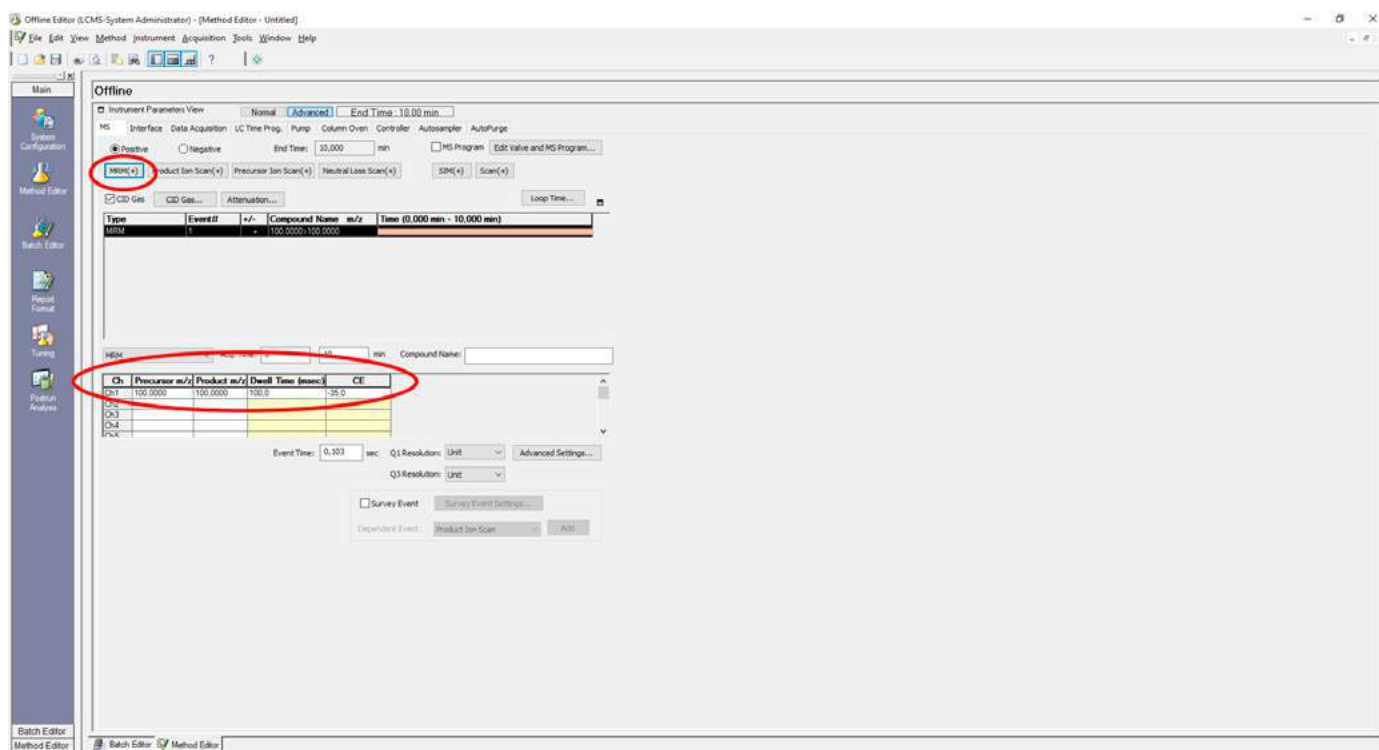 Offline Editor (LCMS-System Administrator) - [Method Editor - Untitled]
File Edit View Method Instrument Acquisition Tools Window Help
Main
System Configuration
Method Editor
Batch Editor
Report Format
Tuning
Postrun Analysis
Batch Editor
Method Editor
Offline
Instrument Parameters View Normal Advanced End Time : 10.00 min
MS Interface Data Acquisition LC Time Prog. Pump Column Oven Controller Autosampler AutoPurge
Positive Negative End Time: 10,000 min MS Program Edit Valve and MS Program...
MRM(+) Product Ion Scan(+) Precursor Ion Scan(+) Neutral Loss Scan(+) SIM(+) Scan(+)
CID Gas CID Gas... Attenuation... Loop Time...
Type Event# +/- Compound Name m/z Time (0,000 min - 10,000 min)
MRM 1 + 100,0000>100,0000
MRM Acq. Time: 0 - 10 min Compound Name:
Ch Precursor m/z Product m/z Dwell Time (msec) CE
Ch1 100,0000 100,0000 100,0 -35,0
Ch2
Ch3
Ch4
Ch5
Event Time: 0,103 sec Q1 Resolution: Unit Advanced Settings...
Q3 Resolution: Unit
Survey Event Survey Event Settings...
Dependent Event: Product Ion Scan Add
Batch Editor Method Editor